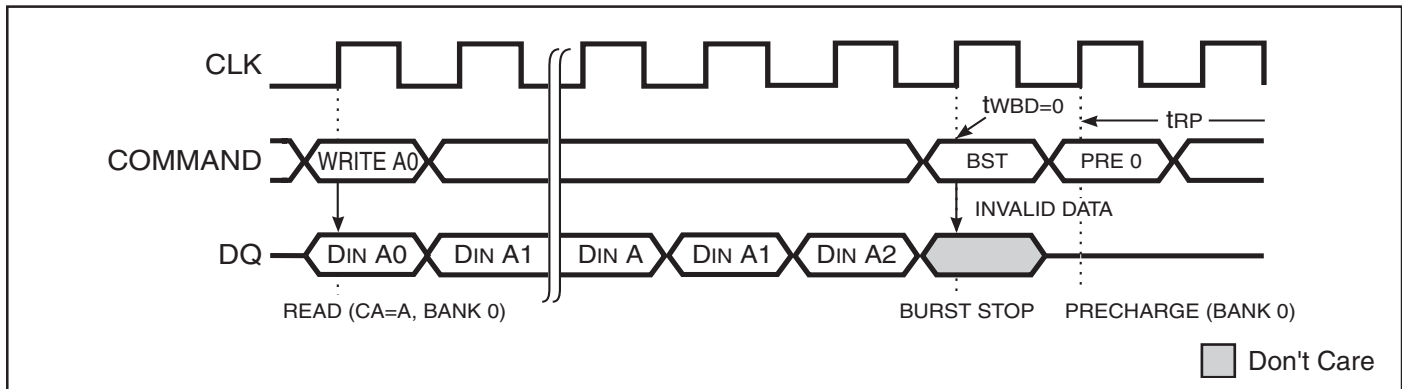 CLK
tWBD=0
tRP
COMMAND WRITE A0 BST PRE 0
INVALID DATA
DQ DIN A0 DIN A1 DIN A DIN A1 DIN A2
READ (CA=A, BANK 0) BURST STOP PRECHARGE (BANK 0)
Don't Care